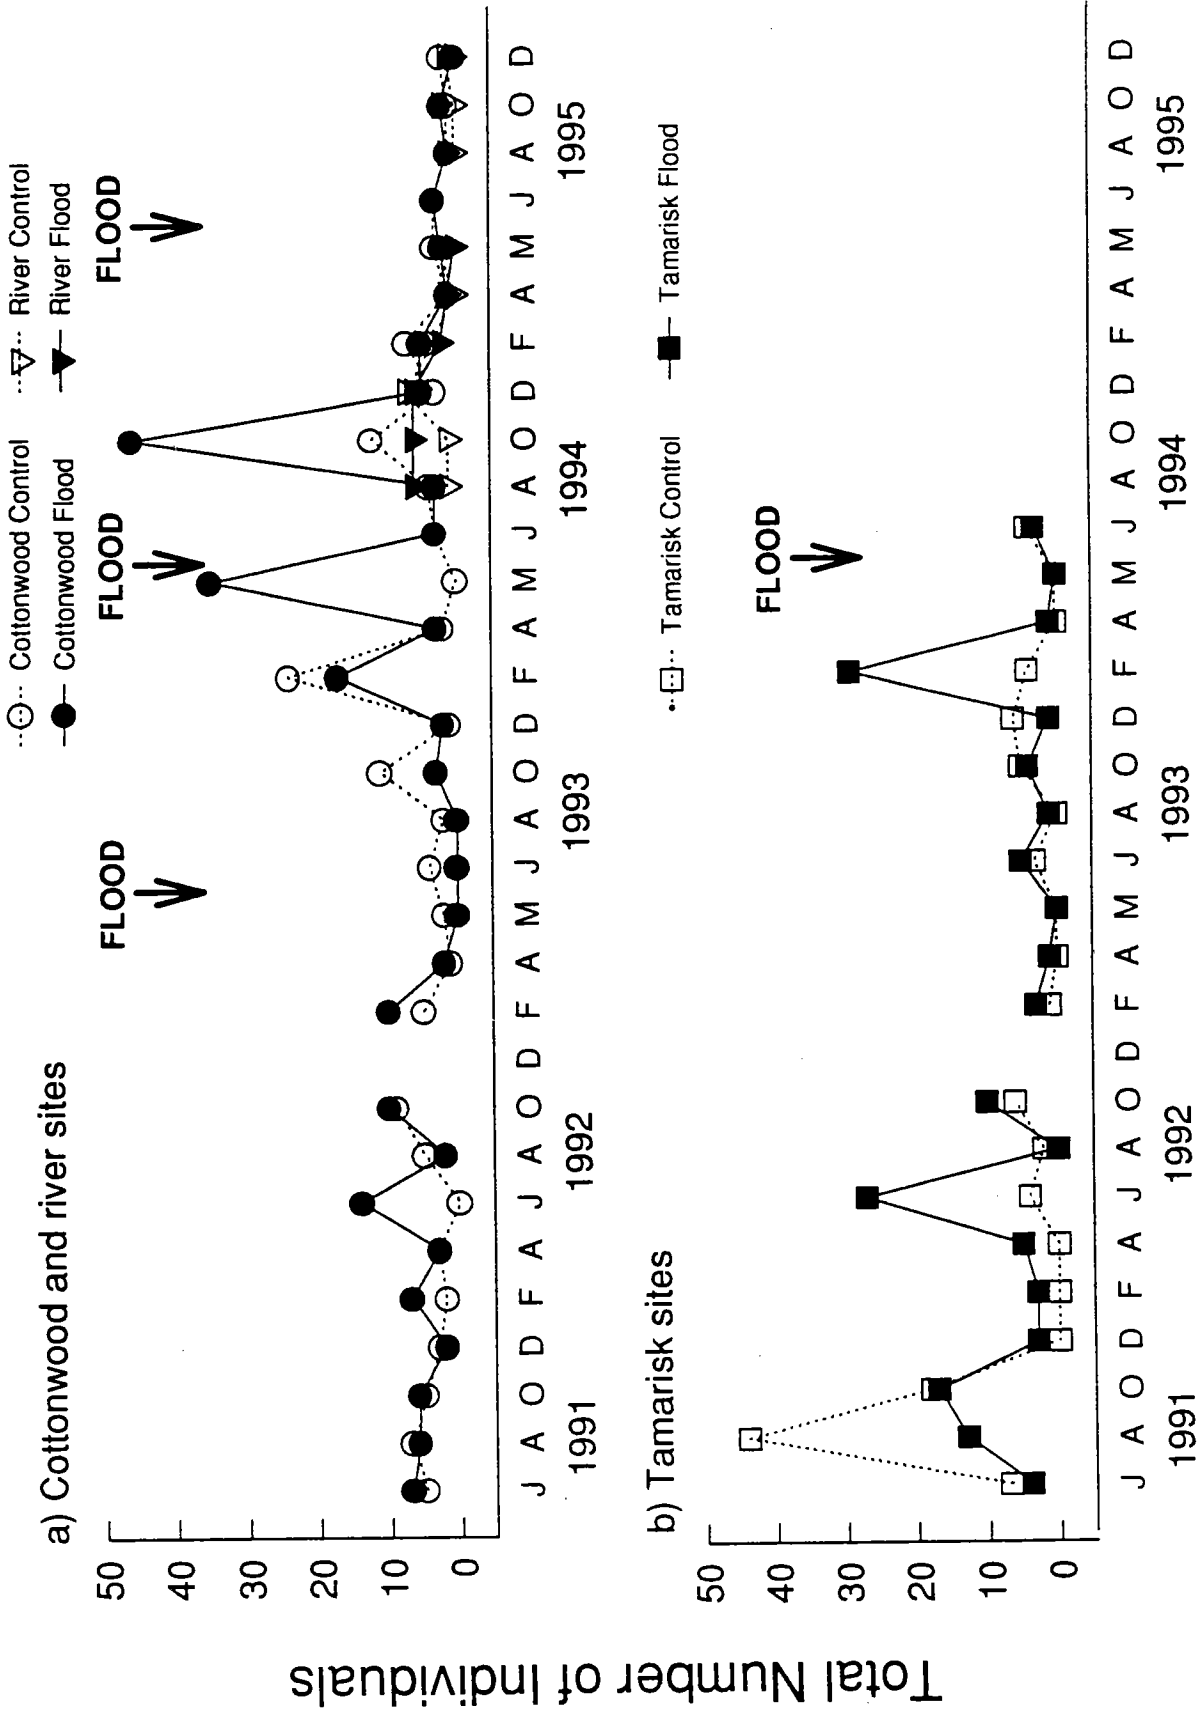 Cottonwood Control
River Control
Cottonwood Flood
River Flood
a) Cottonwood and river sites
FLOOD
FLOOD
FLOOD
50
40
30
20
10
0
J A O D F A J A O D F A M J A O D F A M J A O D F A M J A O D
1991 1992 1993 1994 1995
Total Number of Individuals
b) Tamarisk sites
Tamarisk Control
Tamarisk Flood
FLOOD
50
40
30
20
10
0
J A O D F A J A O D F A M J A O D F A M J A O D F A M J A O D
1991 1992 1993 1994 1995